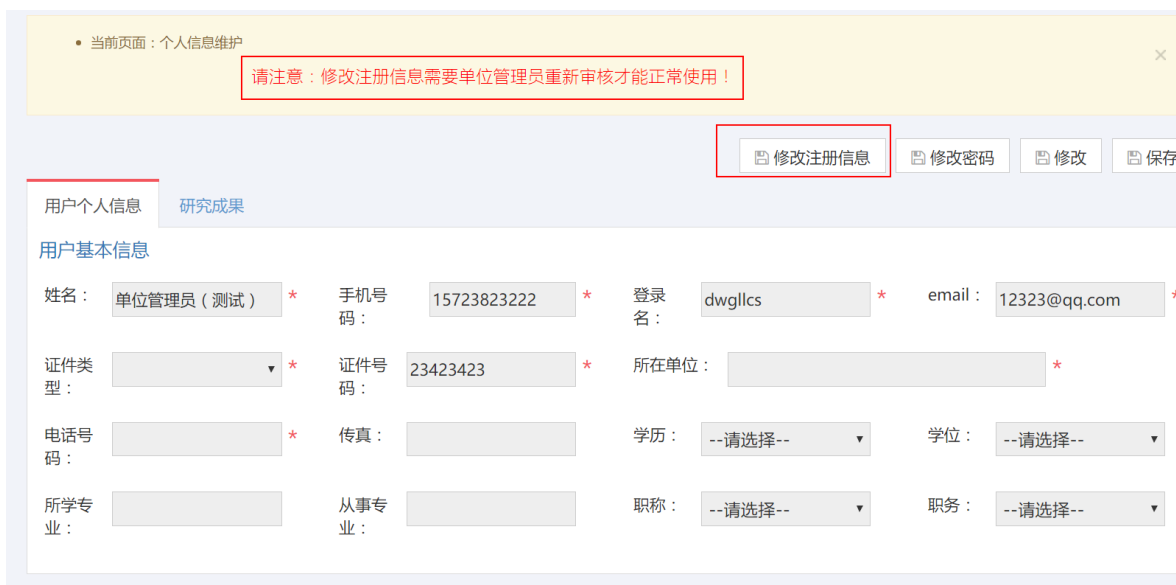 当前页面：个人信息维护
×
请注意：修改注册信息需要单位管理员重新审核才能正常使用！
修改注册信息 修改密码 修改 保存
用户个人信息 研究成果
用户基本信息
姓名： 单位管理员（测试） * 手机号码： 15723823222 * 登录名： dwgllcs * email： 12323@qq.com *
证件类型： * 证件号码： 23423423 * 所在单位： *
电话号码： * 传真： 学历： --请选择-- 学位： --请选择--
所学专业： 从事专业： 职称： --请选择-- 职务： --请选择--